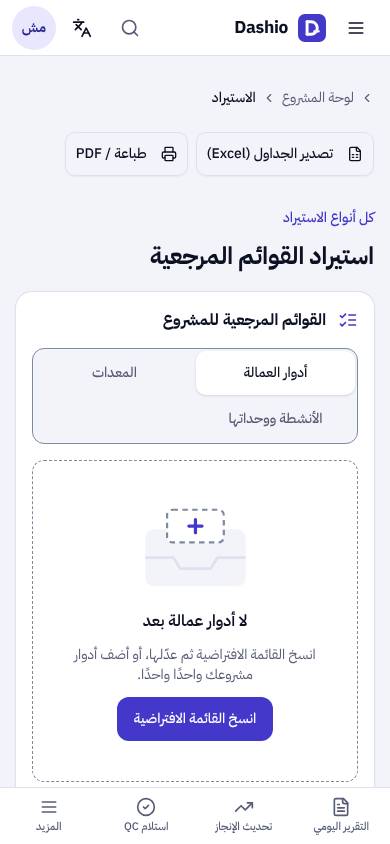 Dashio
مش
لوحة المشروع
الاستيراد
تصدير الجداول (Excel)
طباعة / PDF
كل أنواع الاستيراد
استيراد القوائم المرجعية
القوائم المرجعية للمشروع
أدوار العمالة
المعدات
الأنشطة ووحداتها
لا أدوار عمالة بعد
انسخ القائمة الافتراضية ثم عدّلها، أو أضف أدوار
مشروعك واحدًا واحدًا.
انسخ القائمة الافتراضية
التقرير اليومي
تحديث الإنجاز
استلام QC
المزيد